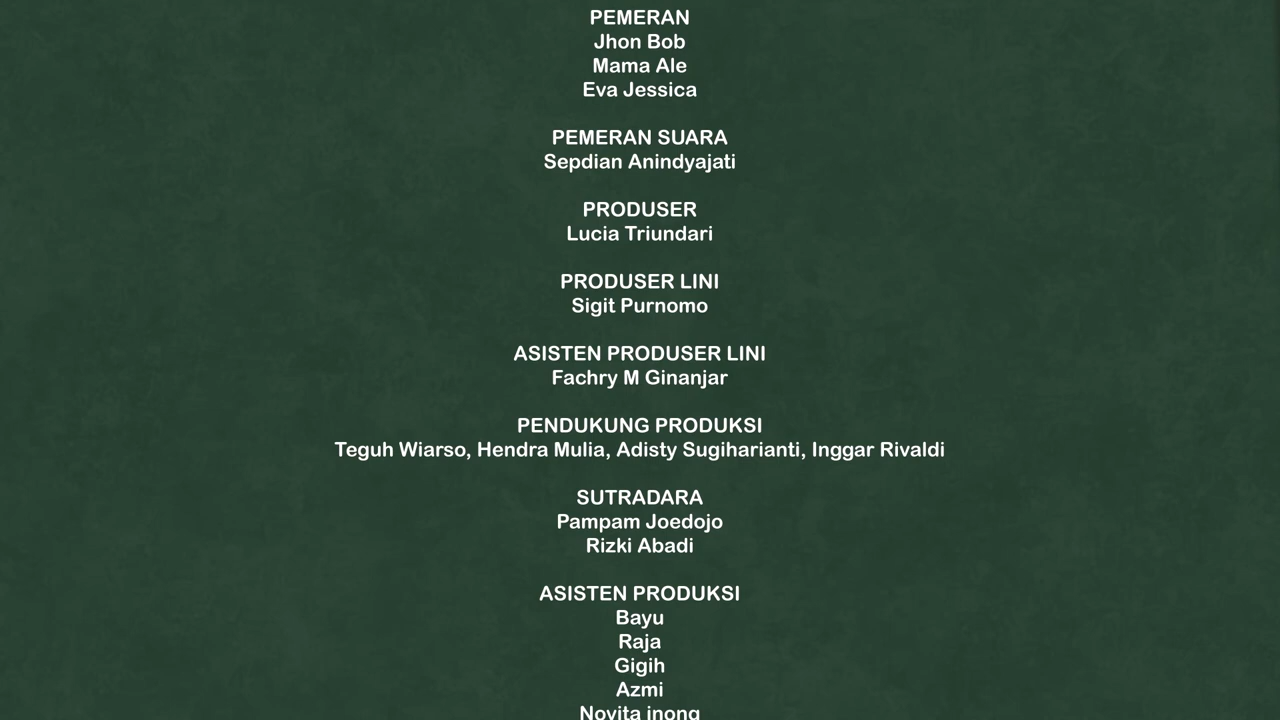 PEMERAN
Jhon Bob
Mama Ale
Eva Jessica
PEMERAN SUARA
Sepdian Anindyajati
PRODUSER
Lucia Triundari
PRODUSER LINI
Sigit Purnomo
ASISTEN PRODUSER LINI
Fachry M Ginanjar
PENDUKUNG PRODUKSI
Teguh Wiarso, Hendra Mulia, Adisty Sugiharianti, Inggar Rivaldi
SUTRADARA
Pampam Joedojo
Rizki Abadi
ASISTEN PRODUKSI
Bayu
Raja
Gigih
Azmi
Novita inong